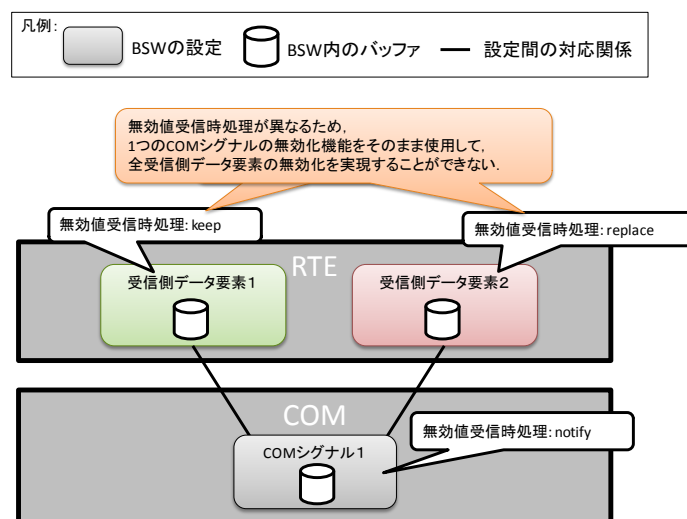 凡例:
BSWの設定
BSW内のバッファ
設定間の対応関係
無効値受信時処理が異なるため,
1つのCOMシグナルの無効化機能をそのまま使用して,
全受信側データ要素の無効化を実現することができない.
無効値受信時処理: keep
無効値受信時処理: replace
RTE
受信側データ要素1
受信側データ要素2
COM
無効値受信時処理: notify
COMシグナル1